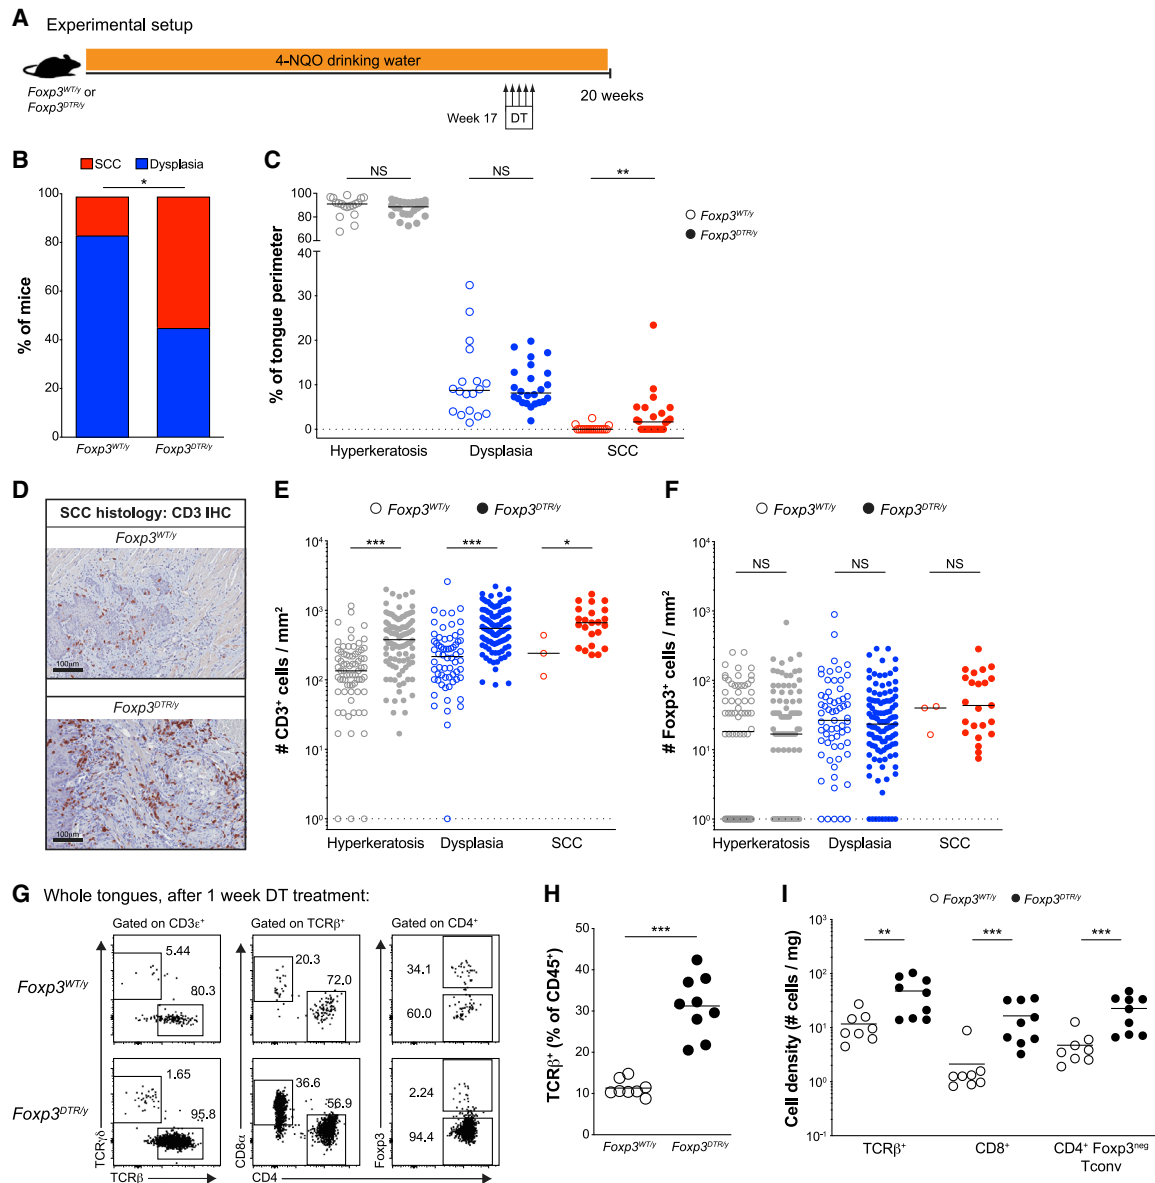 A Experimental setup
4-NQO drinking water
Foxp3WT/y or
Foxp3DTR/y
Week 17
DT
20 weeks
B
SCC Dysplasia
*
% of mice
100
80
60
40
20
0
Foxp3WT/y Foxp3DTR/y
C
NS NS **
% of tongue perimeter
100
80
60
40
30
20
10
0
Hyperkeratosis Dysplasia SCC
Foxp3WT/y
Foxp3DTR/y
D
SCC histology: CD3 IHC
Foxp3WT/y
100µm
Foxp3DTR/y
100µm
E
Foxp3WT/y Foxp3DTR/y
*** *** *
# CD3+ cells / mm2
104
103
102
101
100
Hyperkeratosis Dysplasia SCC
F
Foxp3WT/y Foxp3DTR/y
NS NS NS
# Foxp3+ cells / mm2
104
103
102
101
100
Hyperkeratosis Dysplasia SCC
G Whole tongues, after 1 week DT treatment:
Gated on CD3ε+ Gated on TCRβ+ Gated on CD4+
Foxp3WT/y
5.44
80.3
20.3
72.0
34.1
60.0
Foxp3DTR/y
1.65
95.8
36.6
56.9
2.24
94.4
TCRγδ
TCRβ
CD8α
CD4
Foxp3
H
***
TCRβ+ (% of CD45+)
50
40
30
20
10
0
Foxp3WT/y Foxp3DTR/y
I
Foxp3WT/y Foxp3DTR/y
** *** ***
Cell density (# cells / mg)
103
102
101
100
10-1
TCRβ+ CD8+ CD4+ Foxp3neg
Tconv